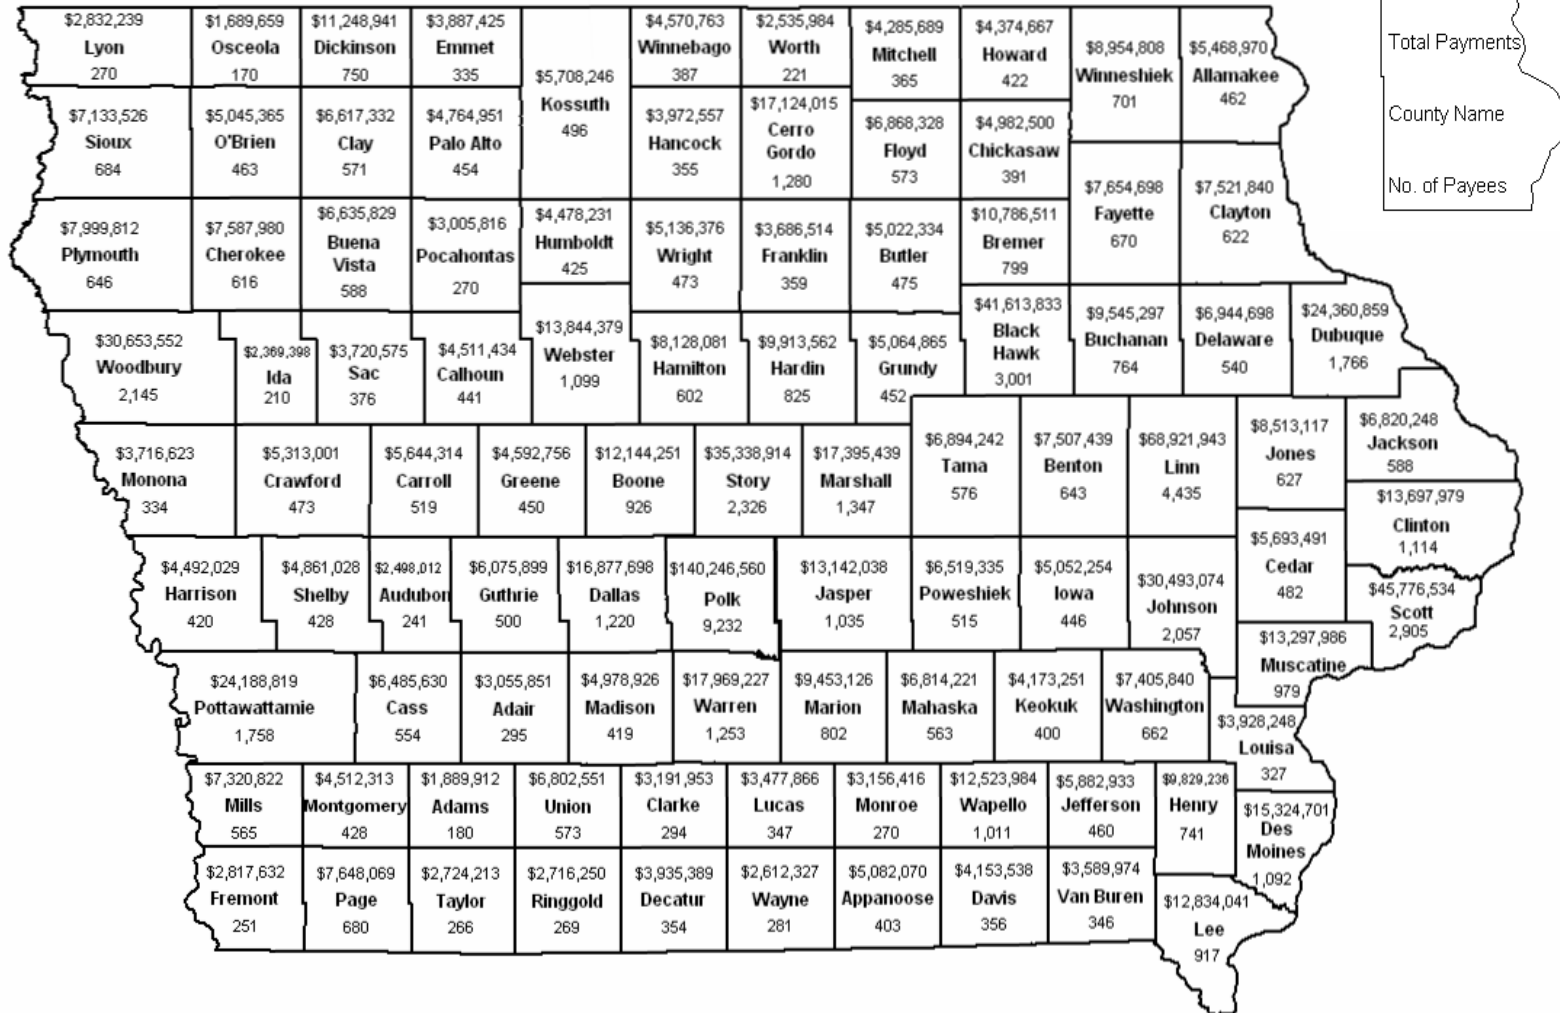 $2,832,239
Lyon
270
$1,689,659
Osceola
170
$11,248,941
Dickinson
750
$3,887,425
Emmet
335
$5,708,246
Kossuth
496
$4,570,763
Winnebago
387
$2,535,984
Worth
221
$4,285,689
Mitchell
365
$4,374,667
Howard
422
$8,954,808
Winneshiek
701
$5,468,970
Allamakee
462
Total Payments
County Name
No. of Payees
$7,133,526
Sioux
684
$5,045,365
O'Brien
463
$6,617,332
Clay
571
$4,764,951
Palo Alto
454
$3,972,557
Hancock
355
$17,124,015
Cerro
Gordo
1,280
$6,868,328
Floyd
573
$4,982,500
Chickasaw
391
$7,654,698
Fayette
670
$7,521,840
Clayton
622
$7,999,812
Plymouth
646
$7,587,980
Cherokee
616
$6,635,829
Buena
Vista
588
$3,005,816
Pocahontas
270
$4,478,231
Humboldt
425
$5,136,376
Wright
473
$3,686,514
Franklin
359
$5,022,334
Butler
475
$10,786,511
Bremer
799
$30,653,552
Woodbury
2,145
$2,369,398
Ida
210
$3,720,575
Sac
376
$4,511,434
Calhoun
441
$13,844,379
Webster
1,099
$8,128,081
Hamilton
602
$9,913,562
Hardin
825
$5,064,865
Grundy
452
$41,613,833
Black
Hawk
3,001
$9,545,297
Buchanan
764
$6,944,698
Delaware
540
$24,360,859
Dubuque
1,766
$3,716,623
Monona
334
$5,313,001
Crawford
473
$5,644,314
Carroll
519
$4,592,756
Greene
450
$12,144,251
Boone
926
$35,338,914
Story
2,326
$17,395,439
Marshall
1,347
$6,894,242
Tama
576
$7,507,439
Benton
643
$68,921,943
Linn
4,435
$8,513,117
Jones
627
$6,820,248
Jackson
588
$13,697,979
Clinton
1,114
$4,492,029
Harrison
420
$4,861,028
Shelby
428
$2,498,012
Audubon
241
$6,075,899
Guthrie
500
$16,877,698
Dallas
1,220
$140,246,560
Polk
9,232
$13,142,038
Jasper
1,035
$6,519,335
Poweshiek
515
$5,052,254
Iowa
446
$30,493,074
Johnson
2,057
$5,693,491
Cedar
482
$45,776,534
Scott
2,905
$13,297,986
Muscatine
979
$24,188,819
Pottawattamie
1,758
$6,485,630
Cass
554
$3,055,851
Adair
295
$4,978,926
Madison
419
$17,969,227
Warren
1,253
$9,453,126
Marion
802
$6,814,221
Mahaska
563
$4,173,251
Keokuk
400
$7,405,840
Washington
662
$3,928,248
Louisa
327
$7,320,822
Mills
565
$4,512,313
Montgomery
428
$1,889,912
Adams
180
$6,802,551
Union
573
$3,191,953
Clarke
294
$3,477,866
Lucas
347
$3,156,416
Monroe
270
$12,523,984
Wapello
1,011
$5,882,933
Jefferson
460
$9,829,236
Henry
741
$15,324,701
Des
Moines
1,092
$2,817,632
Fremont
251
$7,648,069
Page
680
$2,724,213
Taylor
266
$2,716,250
Ringgold
269
$3,935,389
Decatur
354
$2,612,327
Wayne
281
$5,082,070
Appanoose
403
$4,153,538
Davis
356
$3,589,974
Van Buren
346
$12,834,041
Lee
917